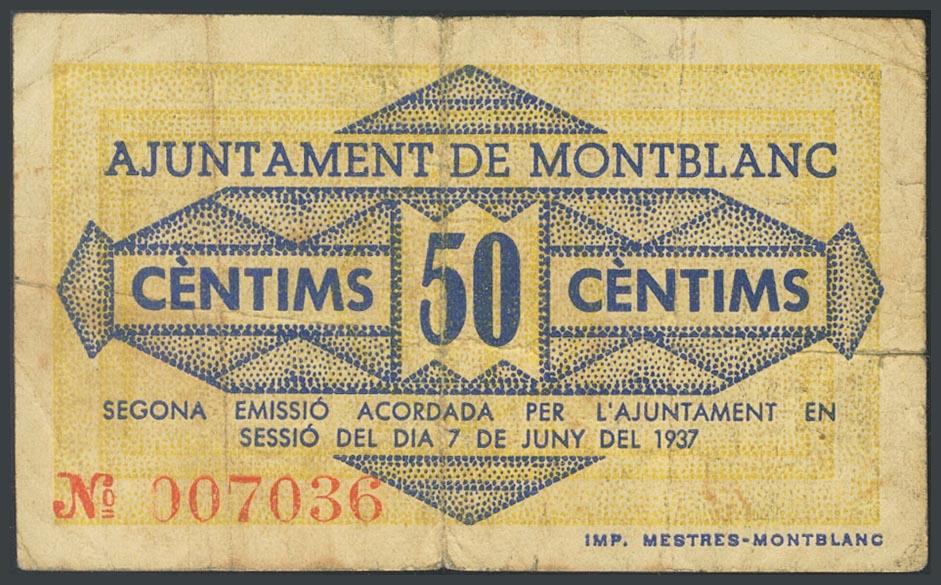 AJUNTAMENT DE MONTBLANC
CÈNTIMS 50 CÈNTIMS
SEGONA EMISSIÓ ACORDADA PER L'AJUNTAMENT EN
SESSIÓ DEL DIA 7 DE JUNY DEL 1937
Nº 007036
IMP. MESTRES-MONTBLANC